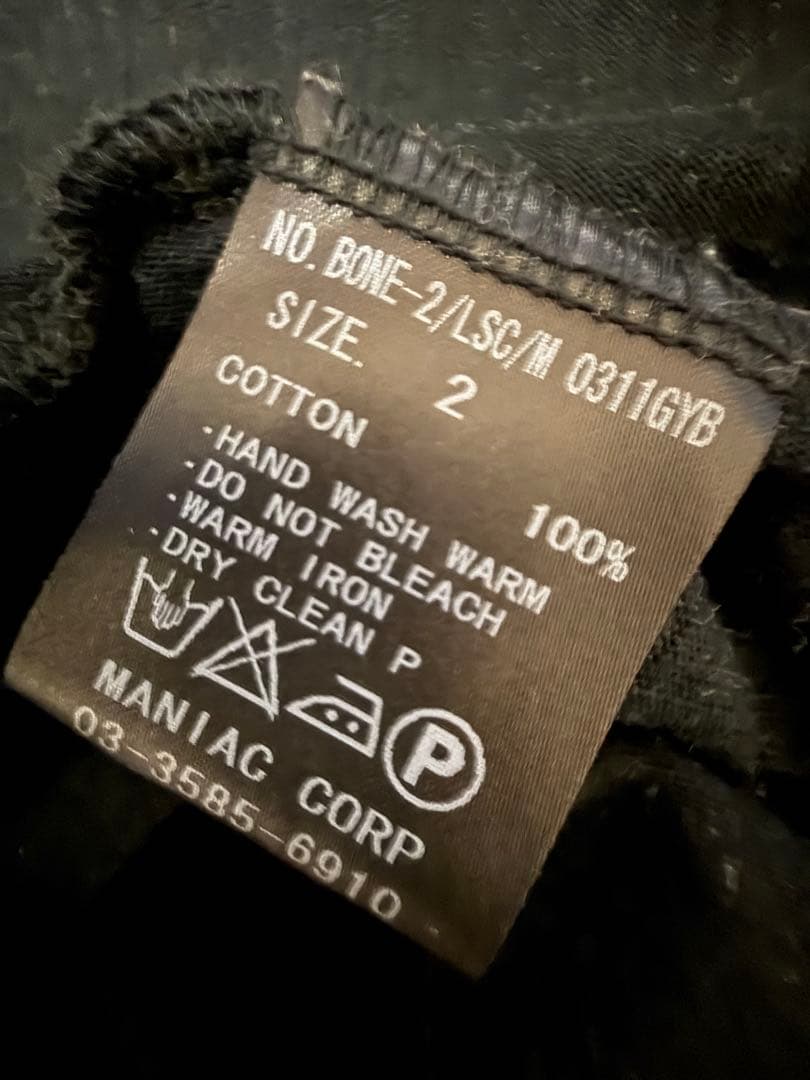 NO. BONE-2/LSC/M 0311GYB
SIZE. 2
COTTON 100%
-HAND WASH WARM
-DO NOT BLEACH
-WARM IRON
-DRY CLEAN P
P
MANIAC CORP
03-3585-6910